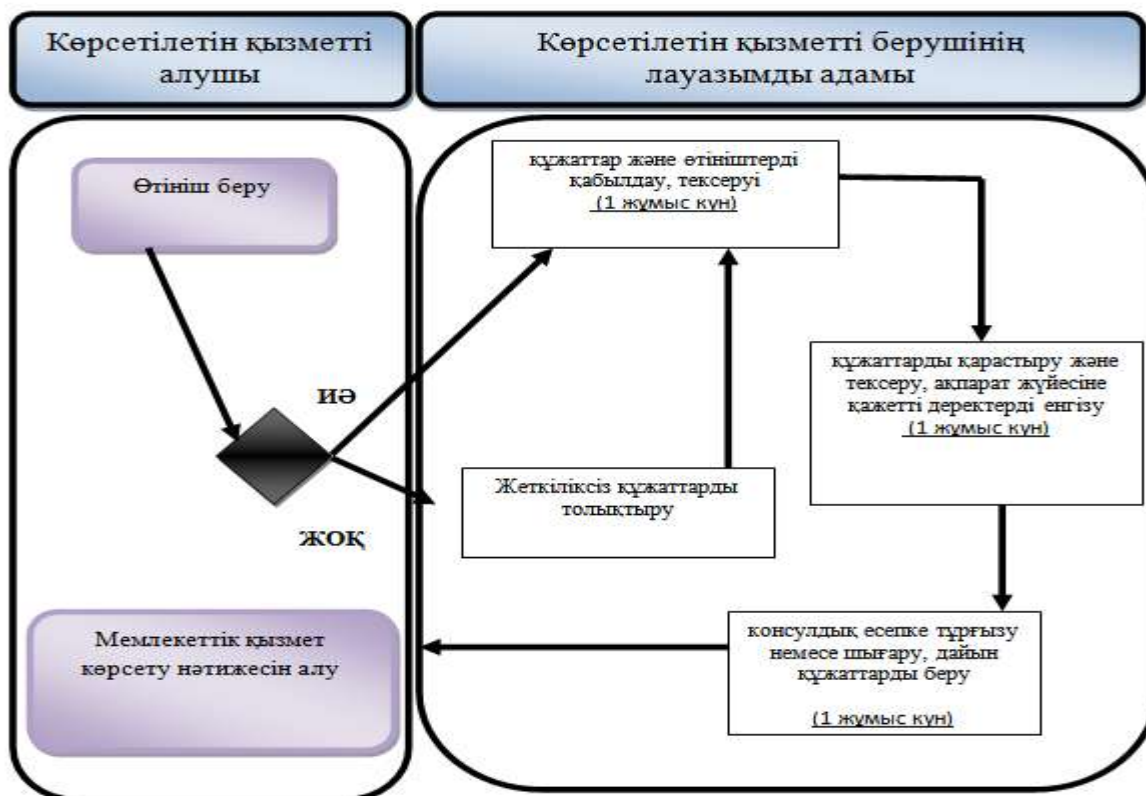 Көрсетілетін қызметті
алушы
Көрсетілетін қызметті берушінің
лауазымды адамы
Өтініш беру
құжаттар және өтініштерді
қабылдау, тексеруі
(1 жұмыс күн)
ИӘ
құжаттарды қарастыру және
тексеру, ақпарат жүйесіне
қажетті деректерді енгізу
(1 жұмыс күн)
Жеткіліксіз құжаттарды
толықтыру
ЖОҚ
Мемлекеттік қызмет
көрсету нәтижесін алу
консулдық есепке тұрғызу
немесе шығару, дайын
құжаттарды беру
(1 жұмыс күн)